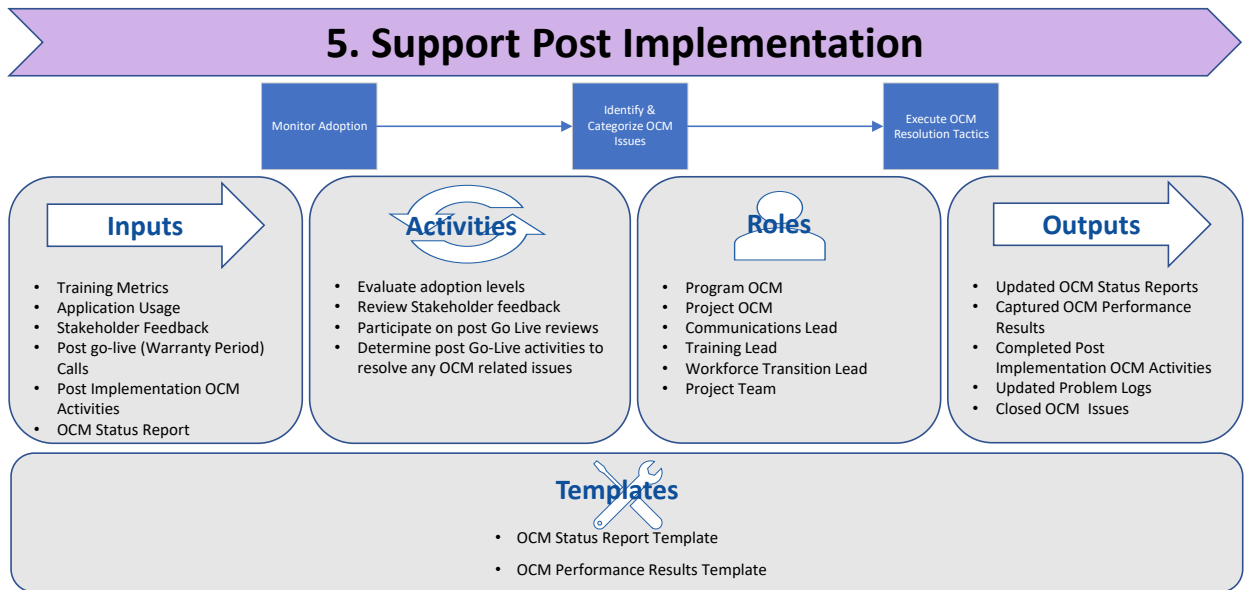 5. Support Post Implementation
Monitor Adoption
Identify &
Categorize OCM
Issues
Execute OCM
Resolution Tactics
Inputs
• Training Metrics
• Application Usage
• Stakeholder Feedback
• Post go-live (Warranty Period)
Calls
• Post Implementation OCM
Activities
• OCM Status Report
Activities
• Evaluate adoption levels
• Review Stakeholder feedback
• Participate on post Go Live reviews
• Determine post Go-Live activities to
resolve any OCM related issues
Roles
• Program OCM
• Project OCM
• Communications Lead
• Training Lead
• Workforce Transition Lead
• Project Team
Outputs
• Updated OCM Status Reports
• Captured OCM Performance
Results
• Completed Post
Implementation OCM Activities
• Updated Problem Logs
• Closed OCM Issues
Templates
• OCM Status Report Template
• OCM Performance Results Template